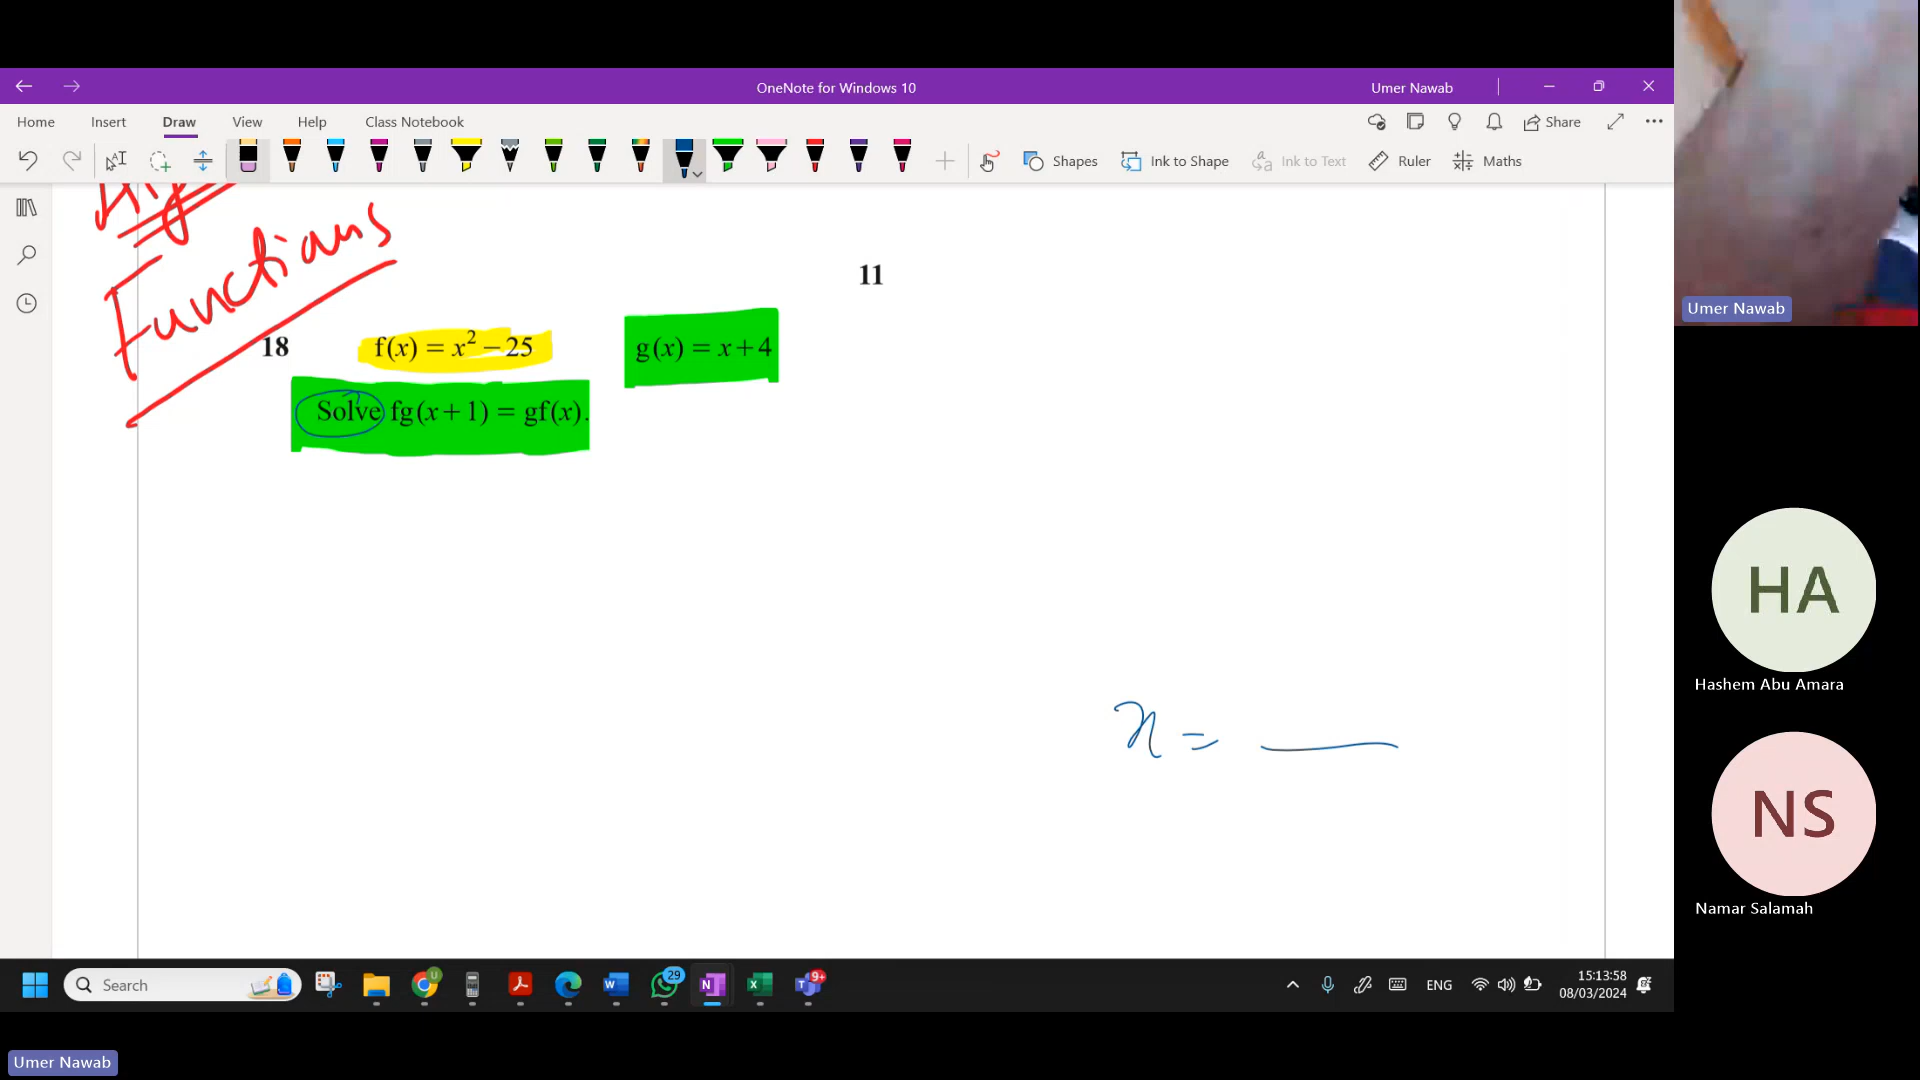 OneNote for Windows 10
Umer Nawab
Home Insert Draw View Help Class Notebook
Share
Shapes Ink to Shape Ink to Text Ruler Maths
Functions
11
18 f(x) = x² − 25 g(x) = x + 4
Solve fg(x + 1) = gf(x).
x =
Umer Nawab
HA
Hashem Abu Amara
NS
Namar Salamah
Search
29
9+
ENG
15:13:58
08/03/2024
Umer Nawab